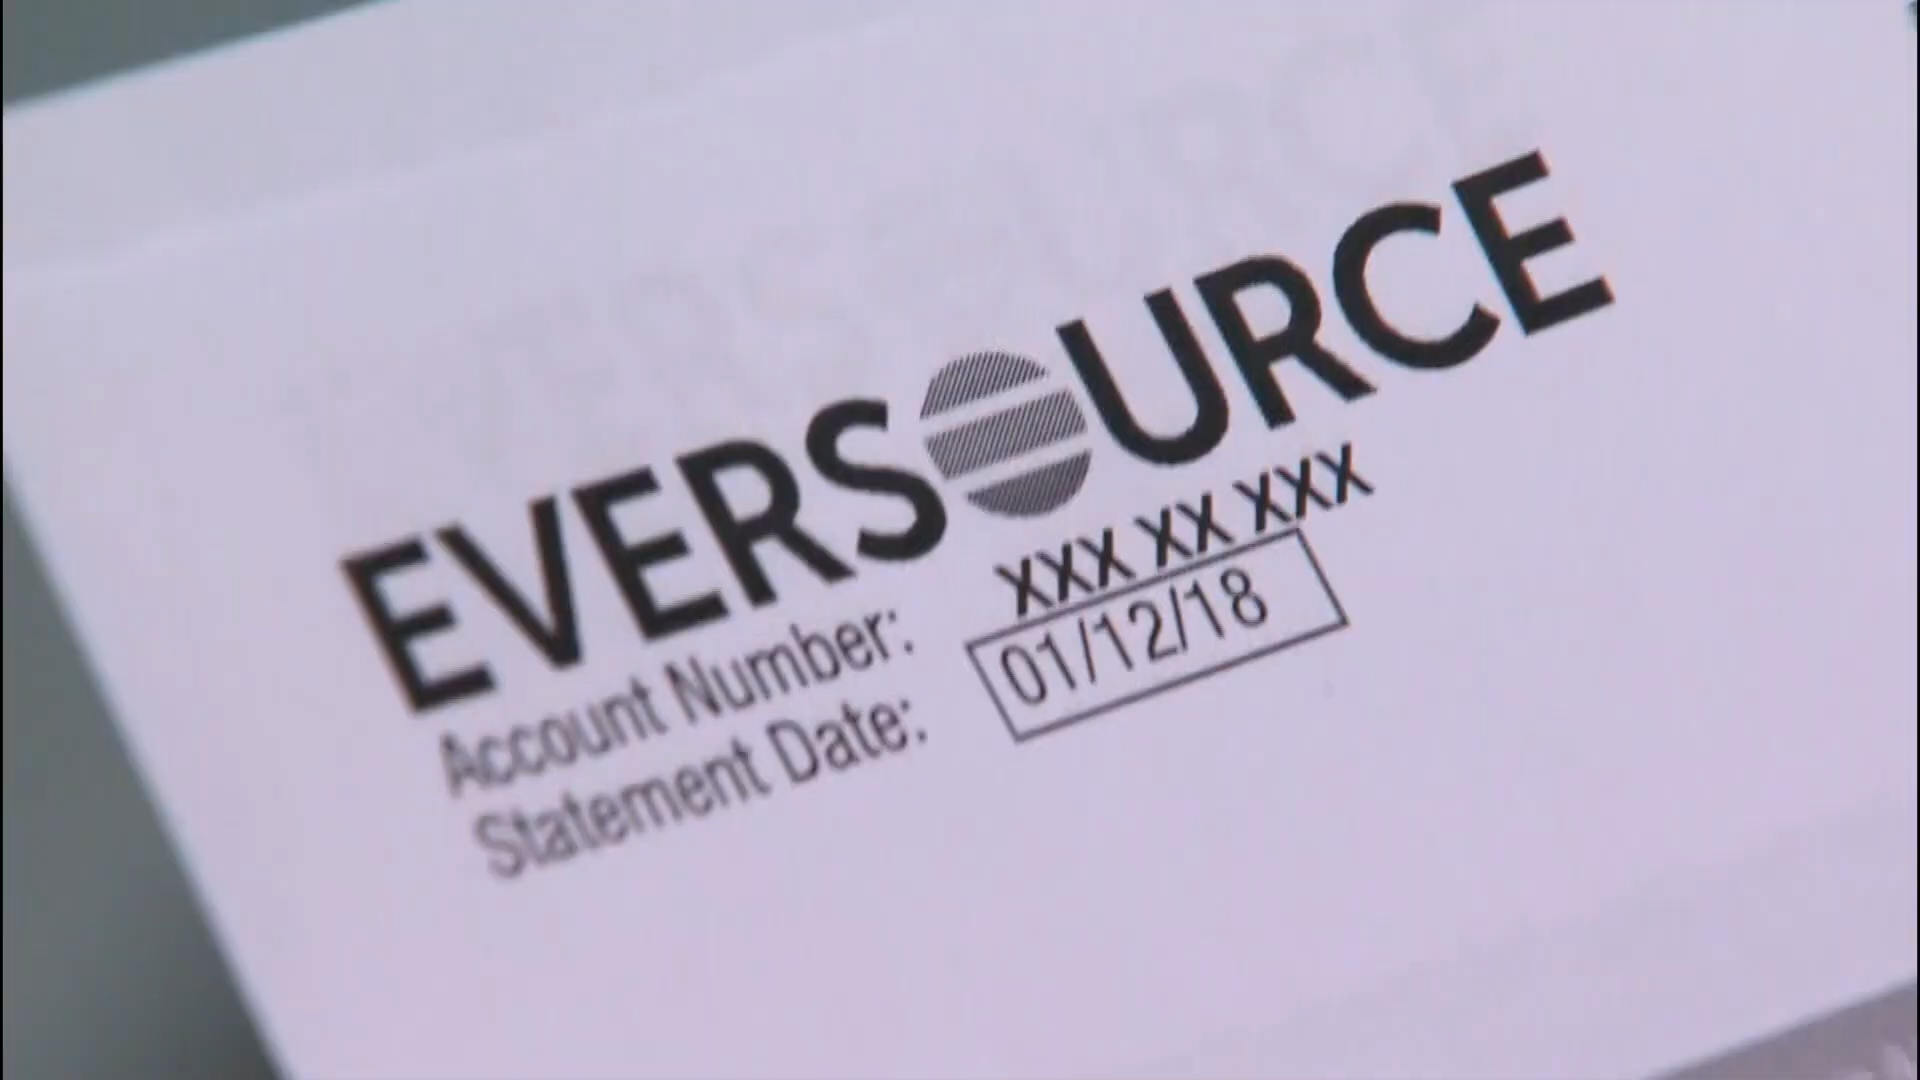 EVERSOURCE
Account Number: XXX XX XXX
Statement Date: 01/12/18